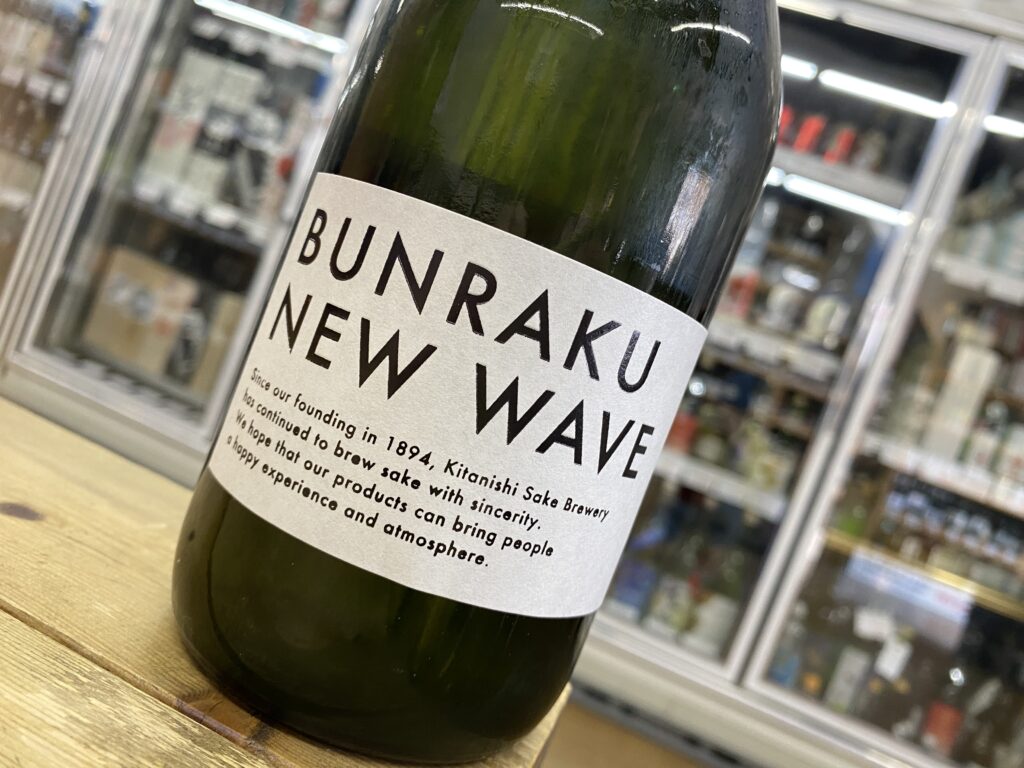 BUNRAKU
NEW WAVE
Since our founding in 1894, Kitanishi Sake Brewery
has continued to brew sake with sincerity.
We hope that our products can bring people
a happy experience and atmosphere.